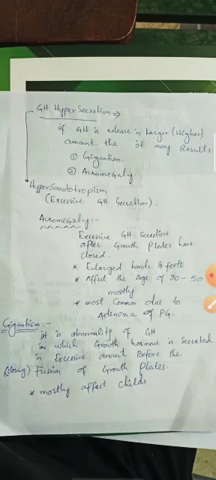 GH HyperSecretion →
if GH is release in Larger (Higher)
amount the it may Results
① Gigantism.
② Acromegaly.
Hypersomatotropism
(Excessive GH Secretion).
Acromegaly:-
Excessive GH Secretion
after Growth Plates have
closed.
* Enlarged hands & feets
* Affect the Age of 30-50
mostly
* most Common due to
Adenoma of PG.
Gigantism:-
it is abnormality of GH
in which Growth hormone is Secreted
in Excessive amount Before the
(closing) Fusion of Growth Plates.
* mostly affect childs